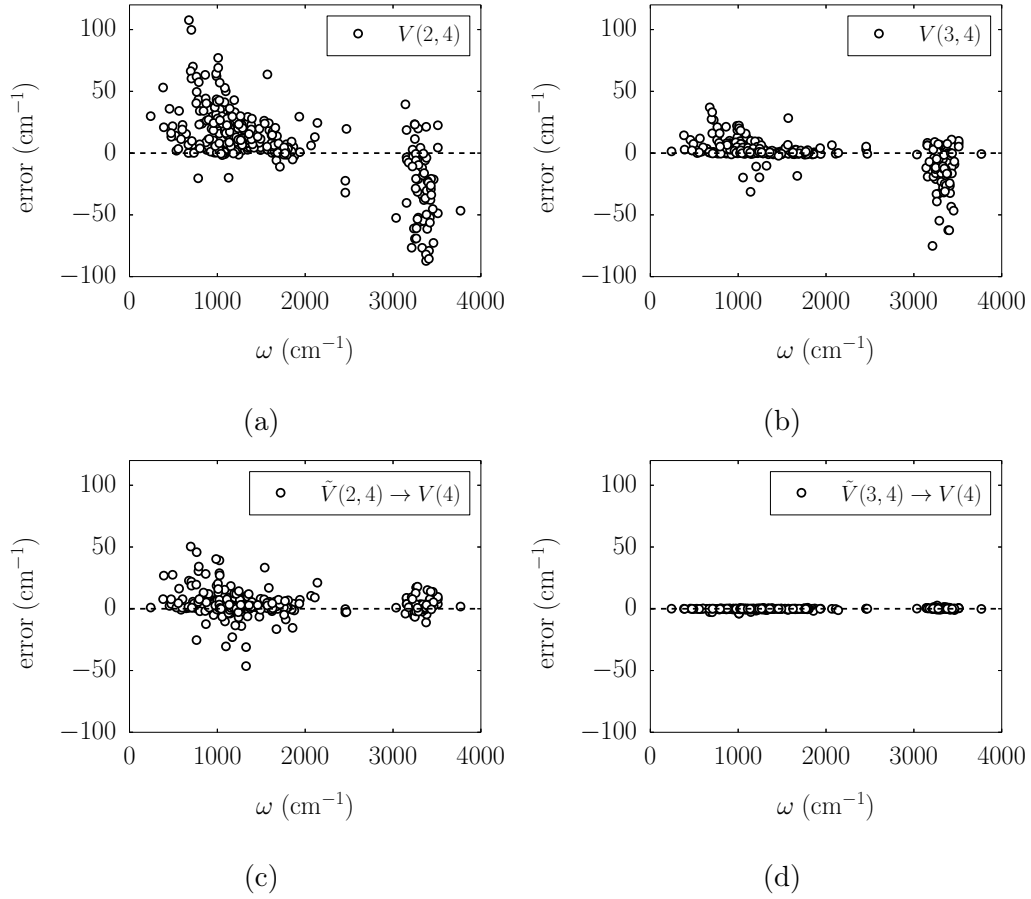 100
50
0
−50
−100
error (cm−1)
V(2, 4)
0 1000 2000 3000 4000
ω (cm−1)
(a)
100
50
0
−50
−100
error (cm−1)
V(3, 4)
0 1000 2000 3000 4000
ω (cm−1)
(b)
100
50
0
−50
−100
error (cm−1)
Ṽ(2, 4) → V(4)
0 1000 2000 3000 4000
ω (cm−1)
(c)
100
50
0
−50
−100
error (cm−1)
Ṽ(3, 4) → V(4)
0 1000 2000 3000 4000
ω (cm−1)
(d)